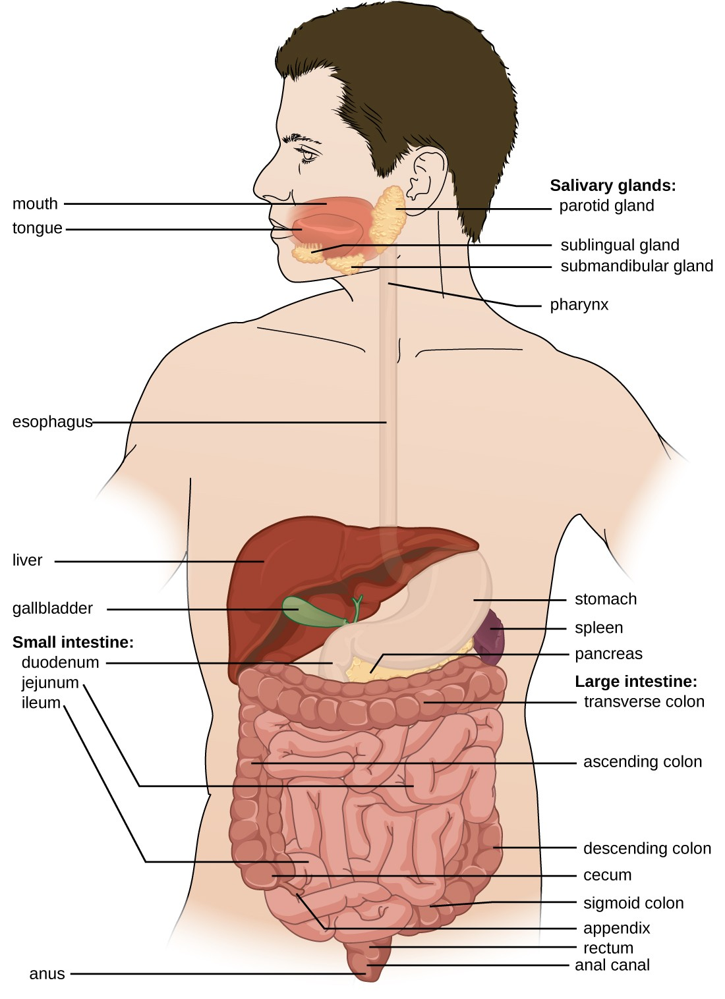 mouth
tongue
esophagus
liver
gallbladder
Small intestine:
duodenum
jejunum
ileum
anus
Salivary glands:
parotid gland
sublingual gland
submandibular gland
pharynx
stomach
spleen
pancreas
Large intestine:
transverse colon
ascending colon
descending colon
cecum
sigmoid colon
appendix
rectum
anal canal